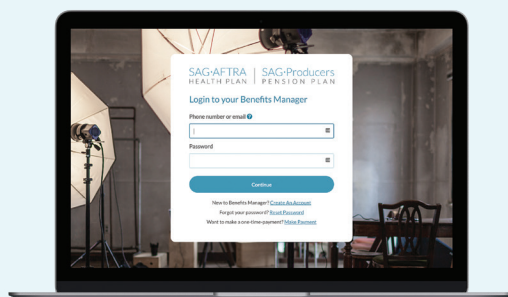 SAG·AFTRA | SAG·Producers
HEALTH PLAN | PENSION PLAN
Login to your Benefits Manager
Phone number or email ?
Password
Continue
New to Benefits Manager? Create An Account
Forgot your password? Reset Password
Want to make a one-time-payment? Make Payment